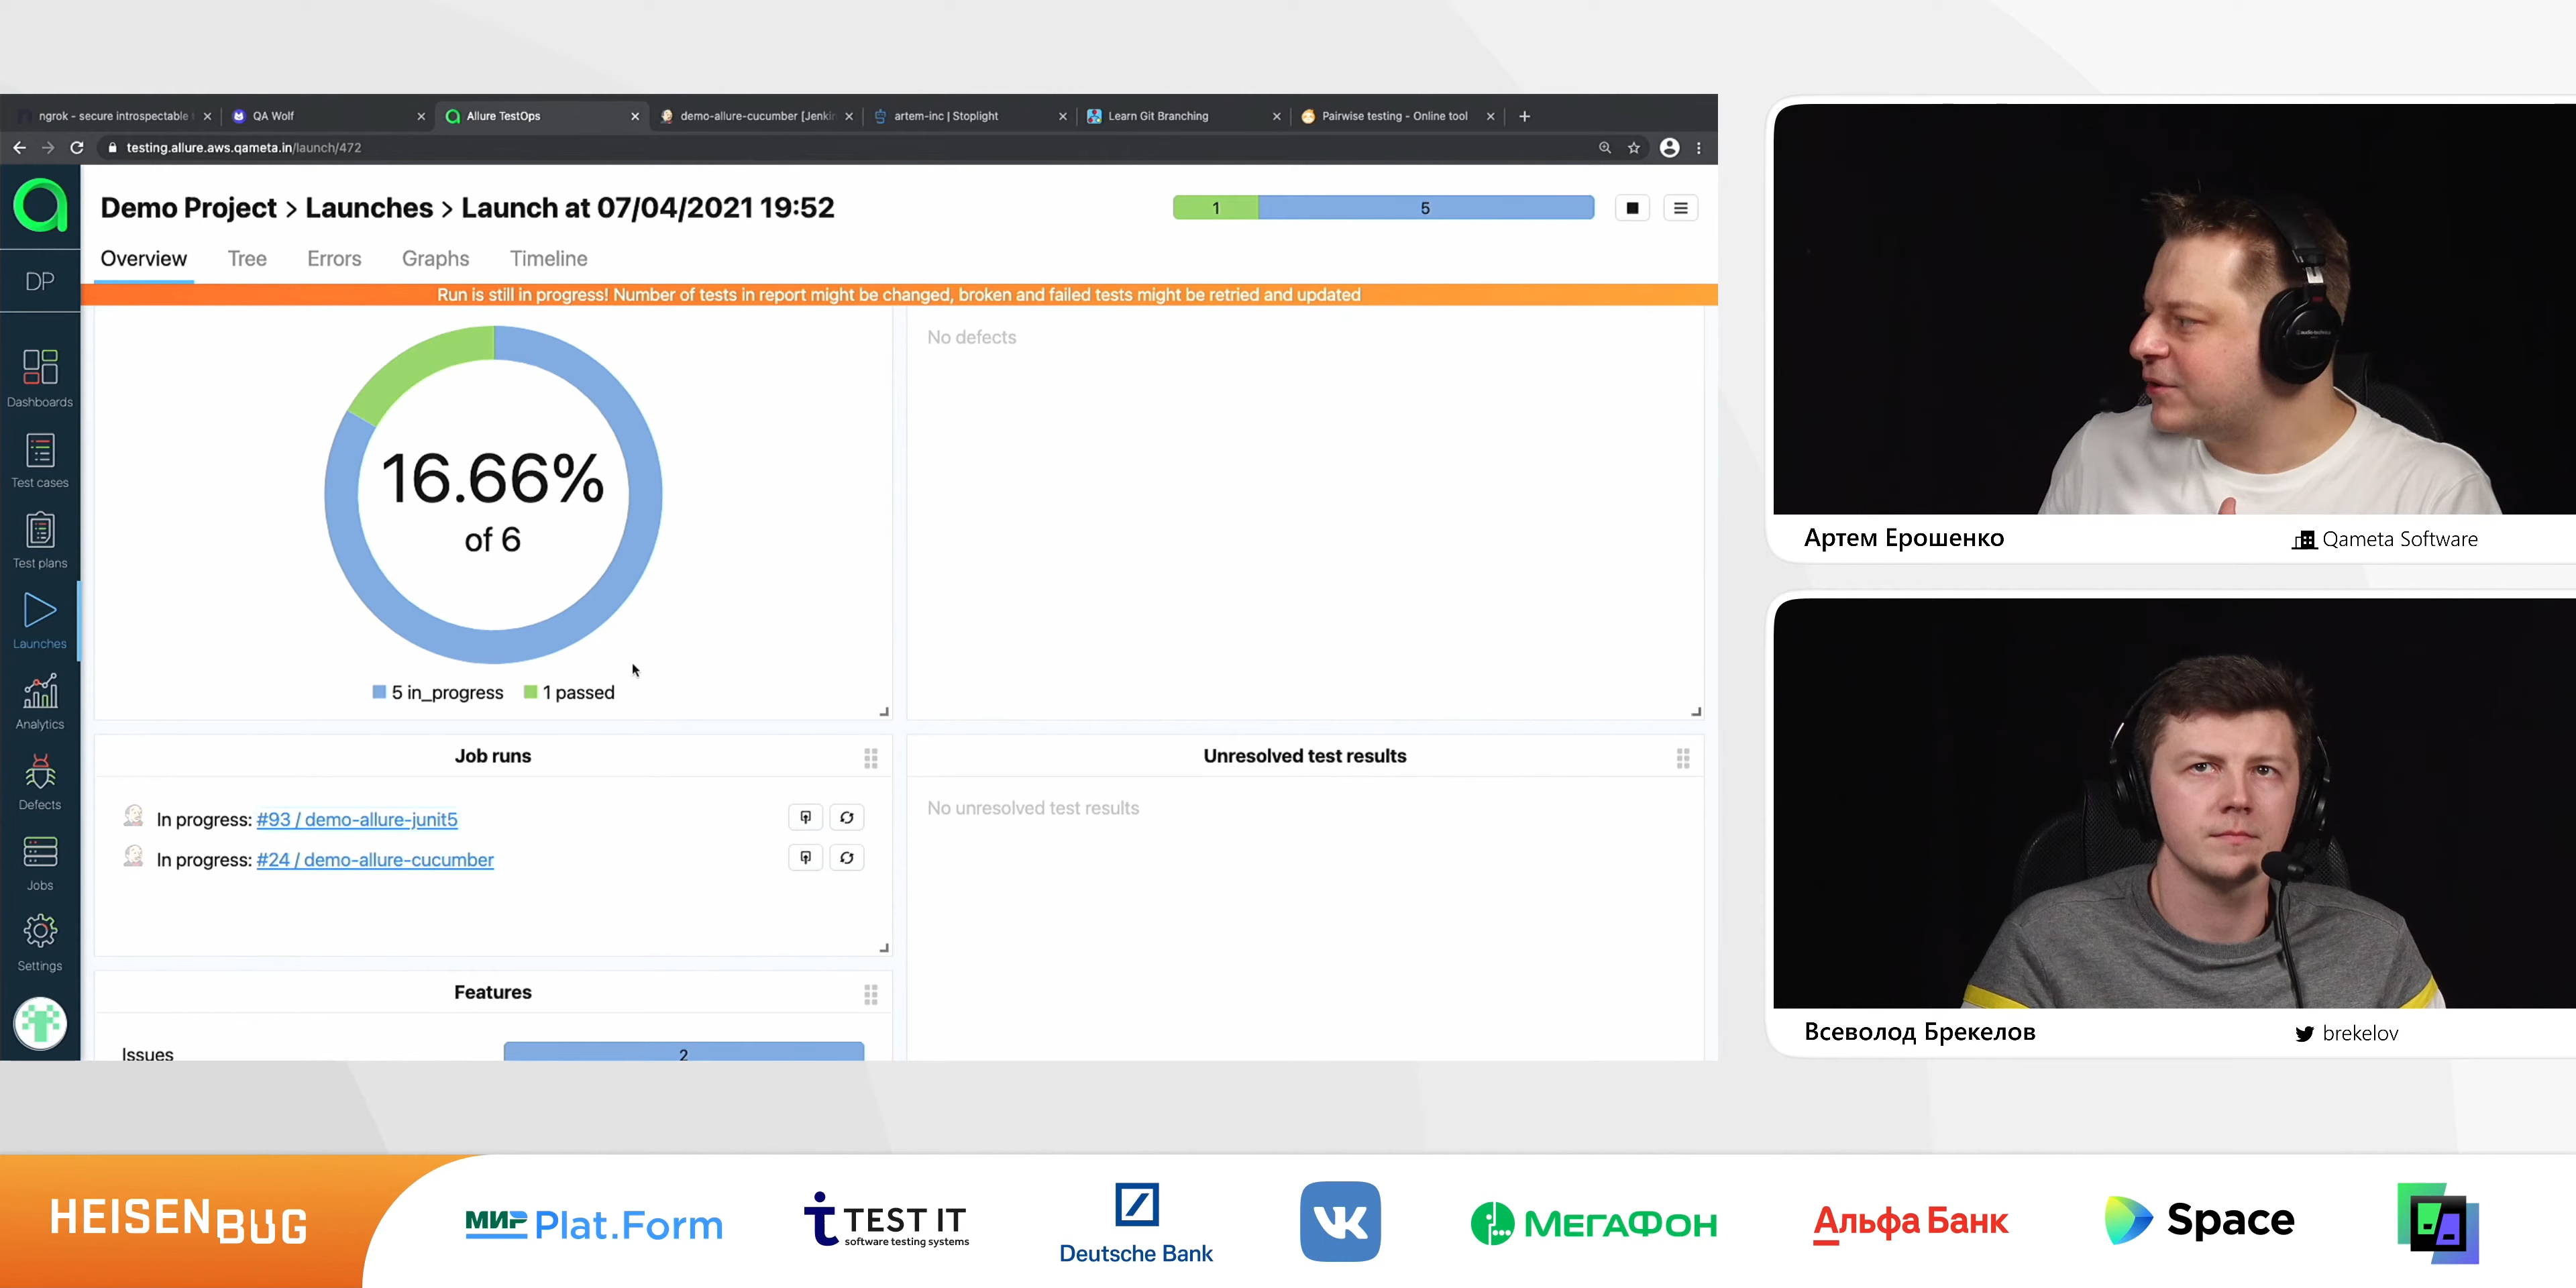 ngrok - secure introspectable
QA Wolf
Allure TestOps
demo-allure-cucumber [Jenkin
artem-inc | Stoplight
Learn Git Branching
Pairwise testing - Online tool
testing.allure.aws.qameta.in/launch/472
Demo Project > Launches > Launch at 07/04/2021 19:52
1
5
DP
Overview
Tree
Errors
Graphs
Timeline
Run is still in progress! Number of tests in report might be changed, broken and failed tests might be retried and updated
Dashboards
Test cases
Test plans
Launches
Analytics
Defects
Jobs
Settings
16.66%
of 6
5 in_progress
1 passed
No defects
Job runs
In progress: #93 / demo-allure-junit5
In progress: #24 / demo-allure-cucumber
Unresolved test results
No unresolved test results
Features
Issues
2
Артем Ерошенко
Qameta Software
Всеволод Брекелов
brekelov
HEISENBUG
МИР Plat.Form
TEST IT
software testing systems
Deutsche Bank
VK
МегаФон
Альфа Банк
Space